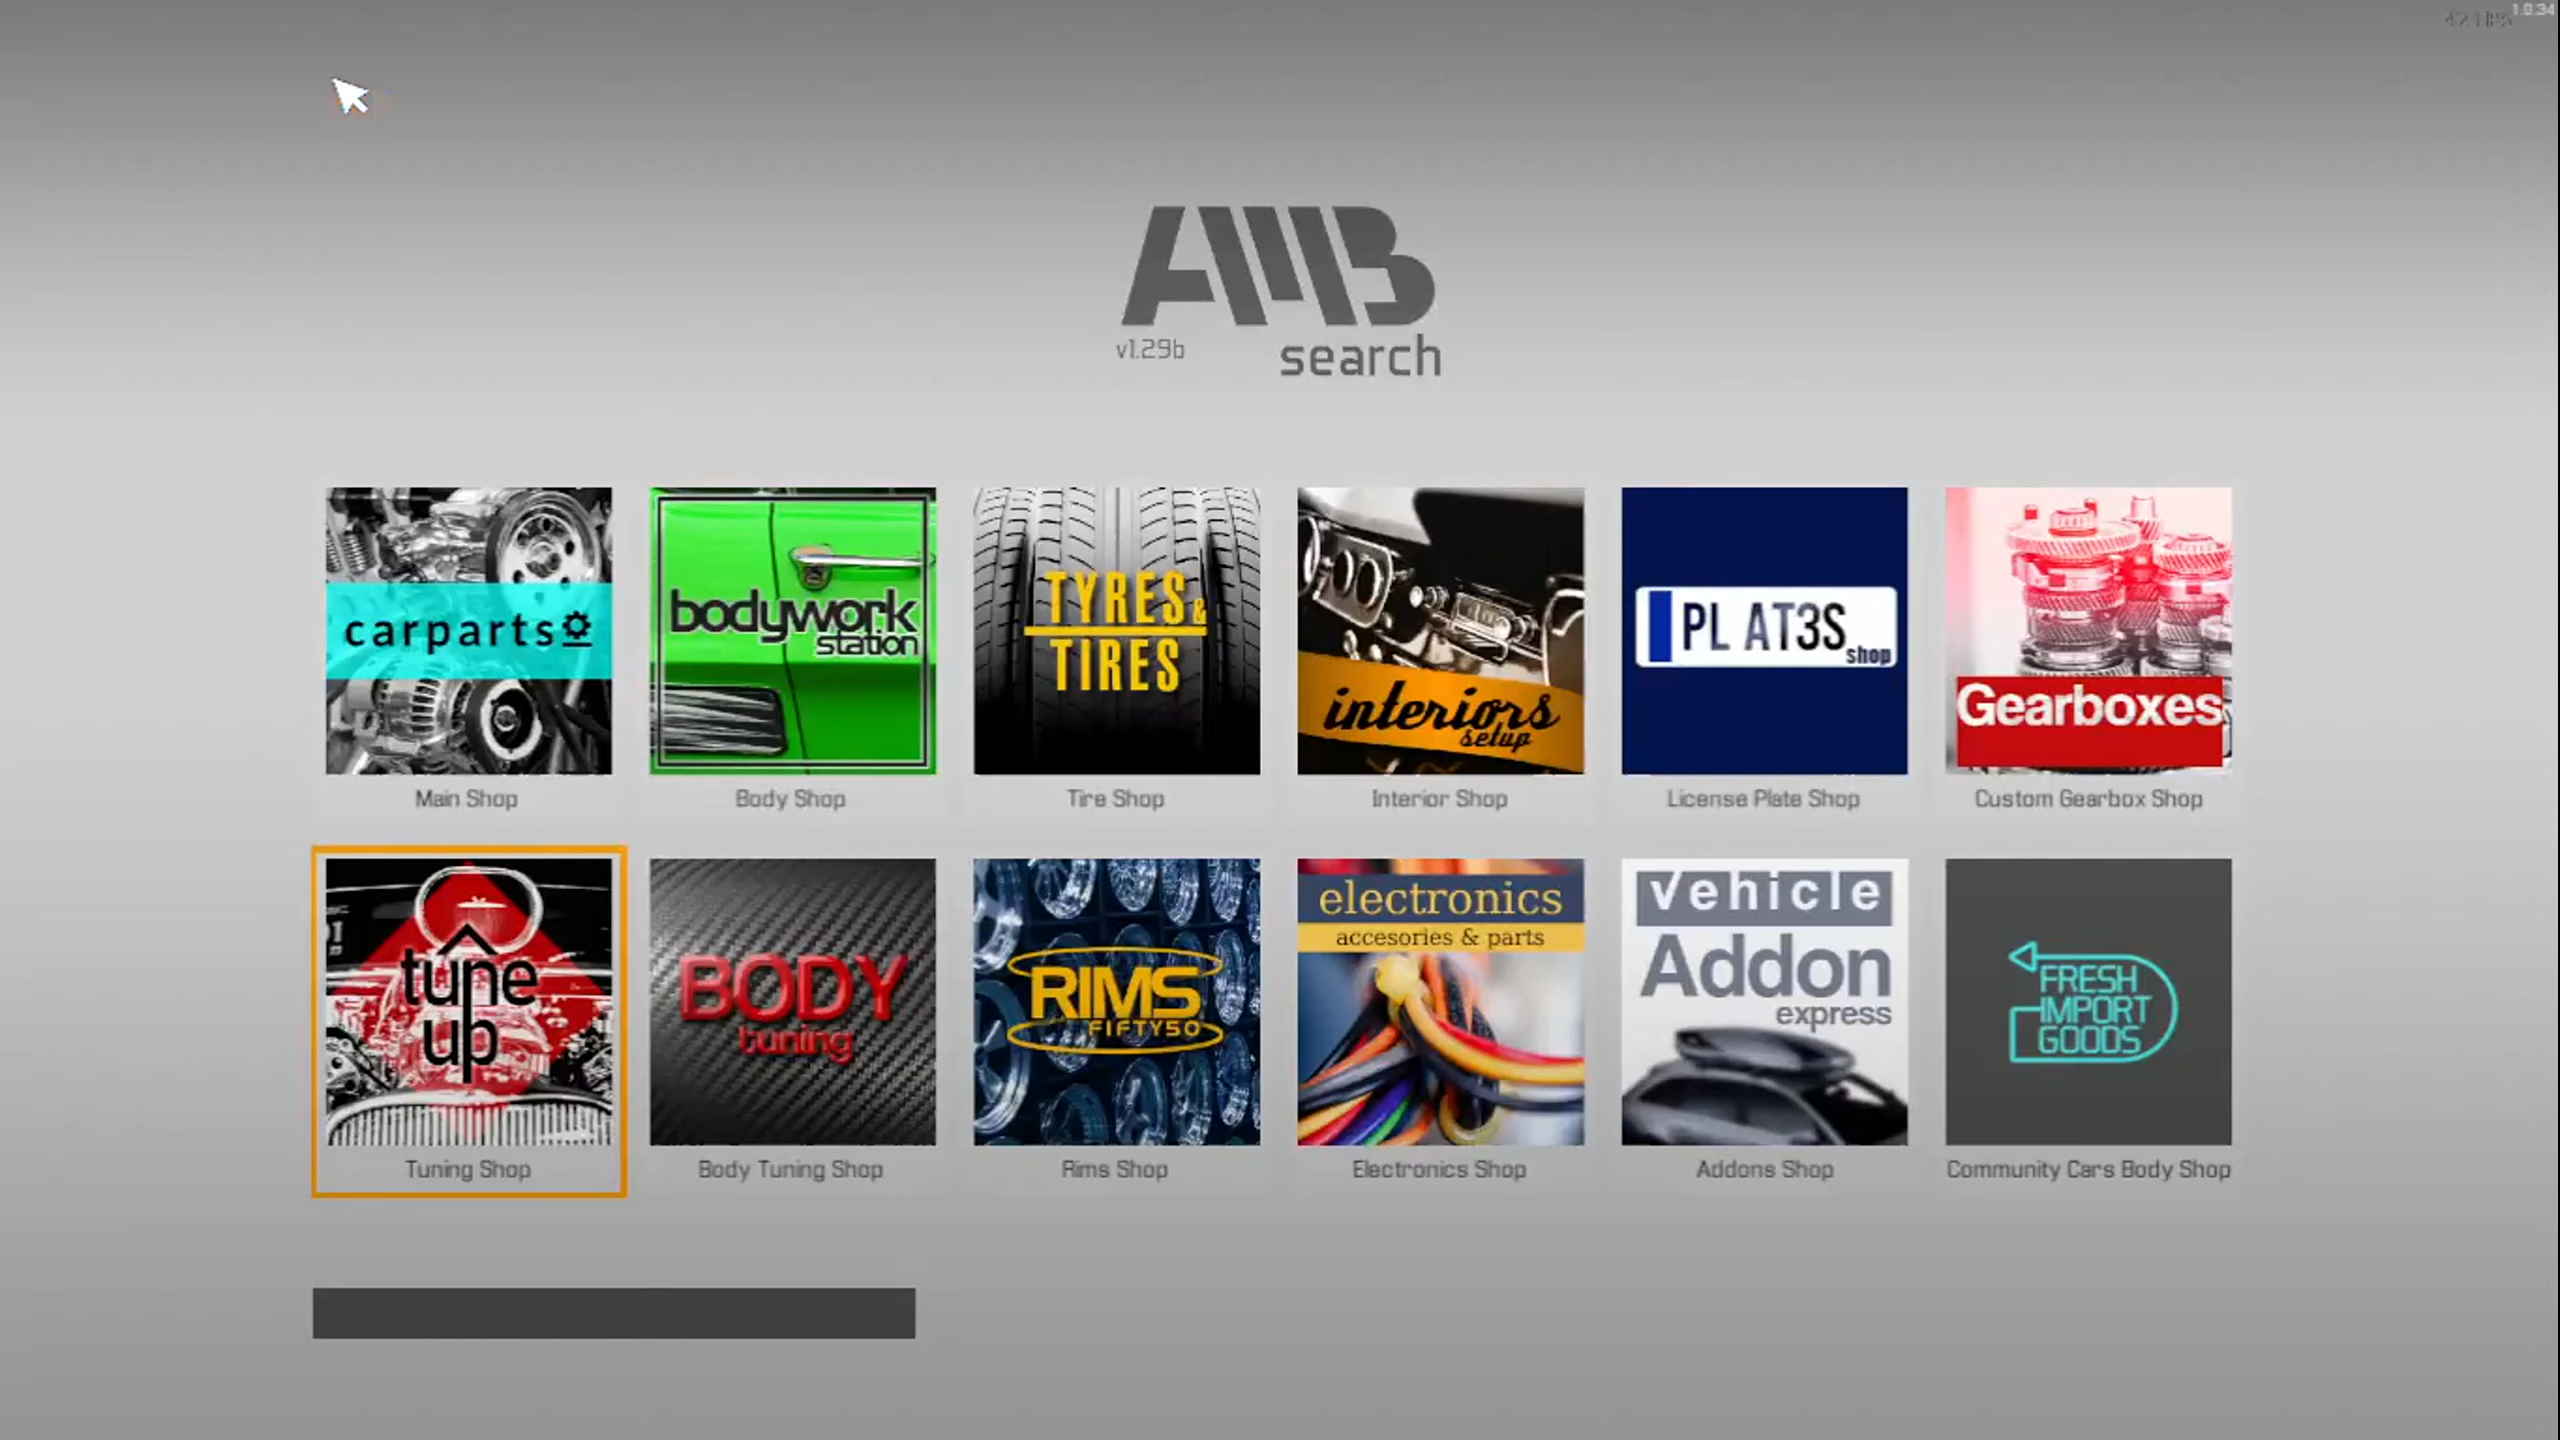 1.0.34
AMB
v1.29b
search
carparts
bodywork
station
TYRES &
TIRES
interiors
setup
PL AT3S
shop
Gearboxes
Main Shop
Body Shop
Tire Shop
Interior Shop
License Plate Shop
Custom Gearbox Shop
tune
up
BODY
tuning
RIMS
FIFTY50
electronics
accesories & parts
vehicle
Addon
express
FRESH
IMPORT
GOODS
Tuning Shop
Body Tuning Shop
Rims Shop
Electronics Shop
Addons Shop
Community Cars Body Shop